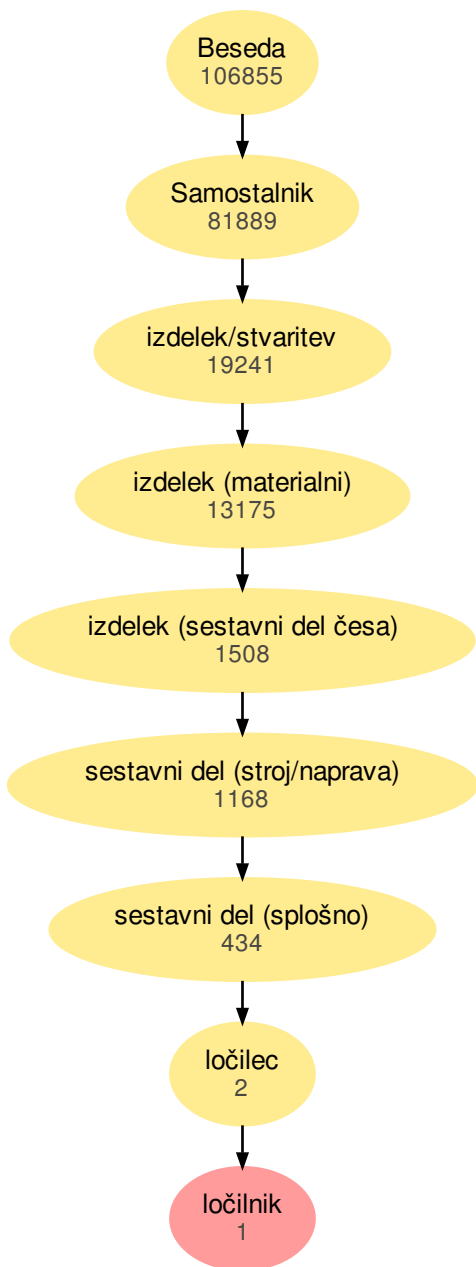 Beseda
106855
Samostalnik
81889
izdelek/stvaritev
19241
izdelek (materialni)
13175
izdelek (sestavni del česa)
1508
sestavni del (stroj/naprava)
1168
sestavni del (splošno)
434
ločilec
2
ločilnik
1